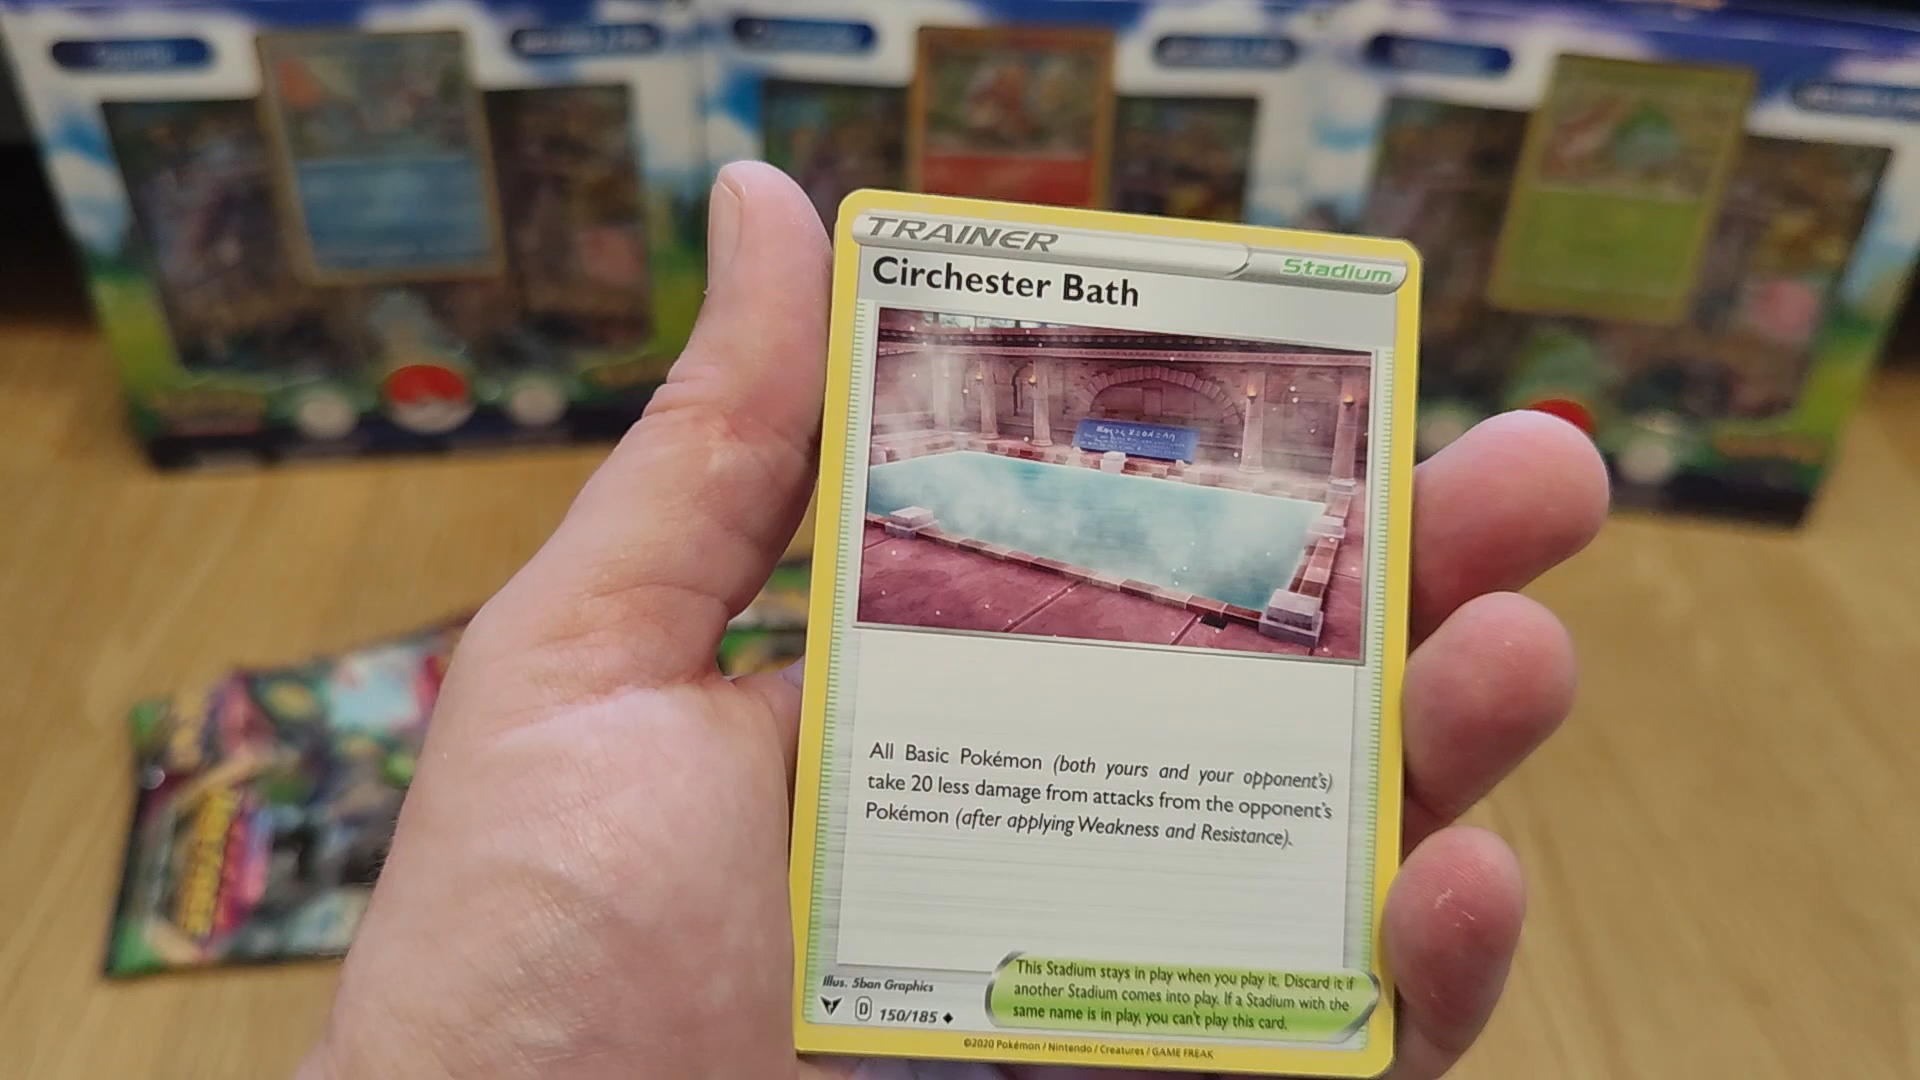 TRAINER
Stadium
Circhester Bath
All Basic Pokémon (both yours and your opponent's)
take 20 less damage from attacks from the opponent's
Pokémon (after applying Weakness and Resistance).
This Stadium stays in play when you play it. Discard it if
another Stadium comes into play. If a Stadium with the
same name is in play, you can't play this card.
Illus. 5ban Graphics
D 150/185
©2020 Pokémon / Nintendo / Creatures / GAME FREAK